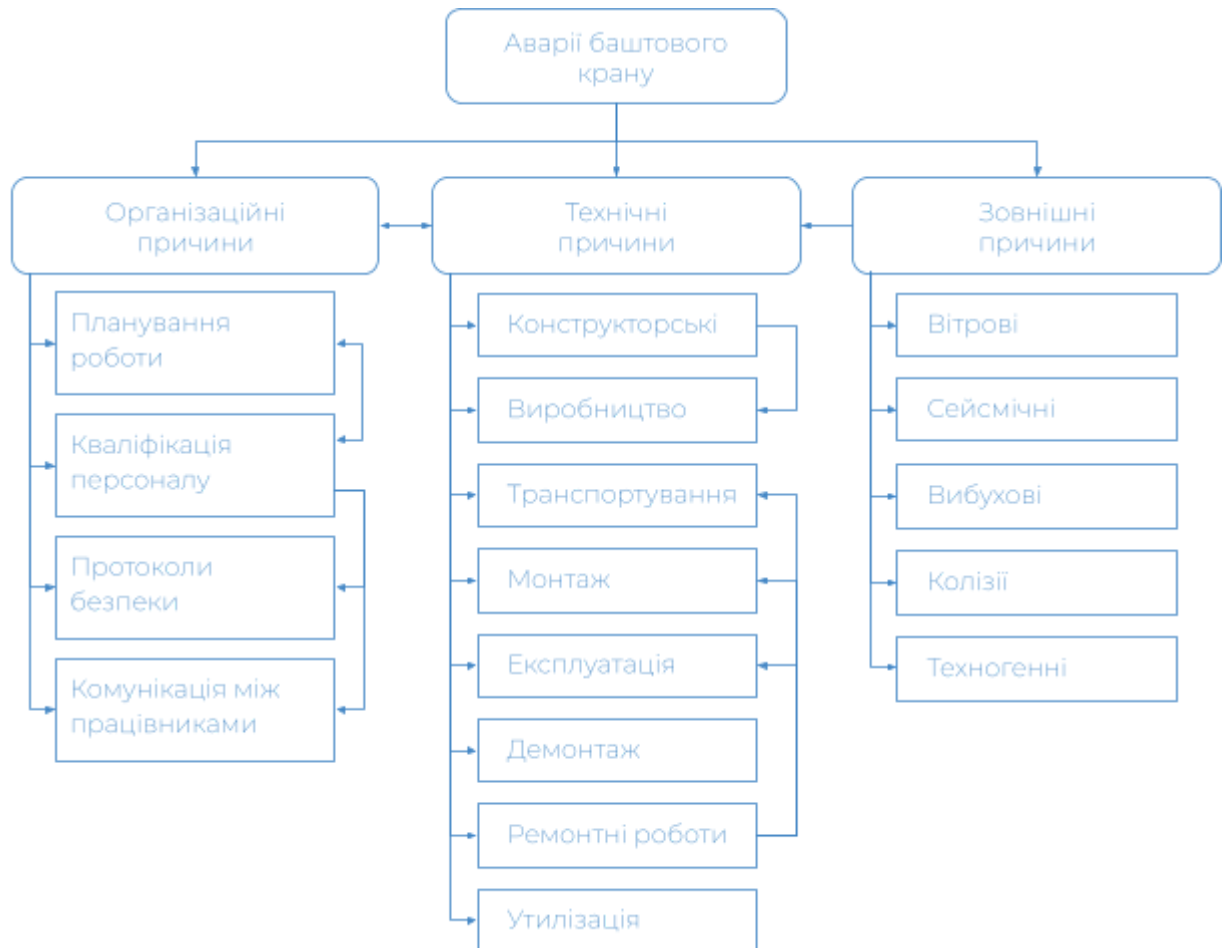 Аварії баштового
крану
Організаційні
причини
Технічні
причини
Зовнішні
причини
Планування
роботи
Кваліфікація
персоналу
Протоколи
безпеки
Комунікація між
працівниками
Конструкторські
Виробництво
Транспортування
Монтаж
Експлуатація
Демонтаж
Ремонтні роботи
Утилізація
Вітрові
Сейсмічні
Вибухові
Колізії
Техногенні